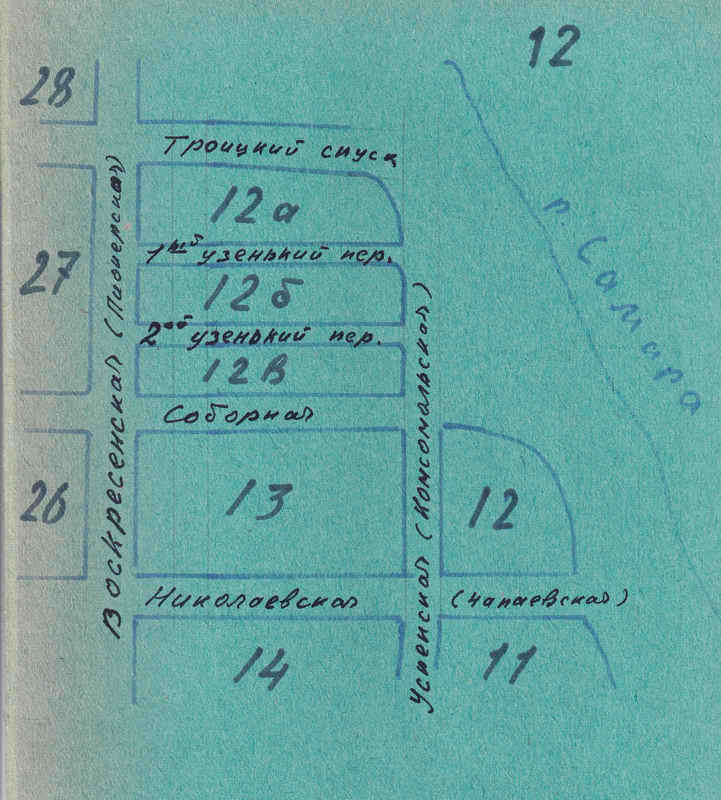 12
28
Троицкий спуск
12а
р. Самара
1ый узенький пер.
27
12б
2ой узенький пер.
12в
Воскресенская (Пионерская)
Соборная
Успенская (Комсомольская)
26
13
12
Николаевская (Чапаевская)
14
11